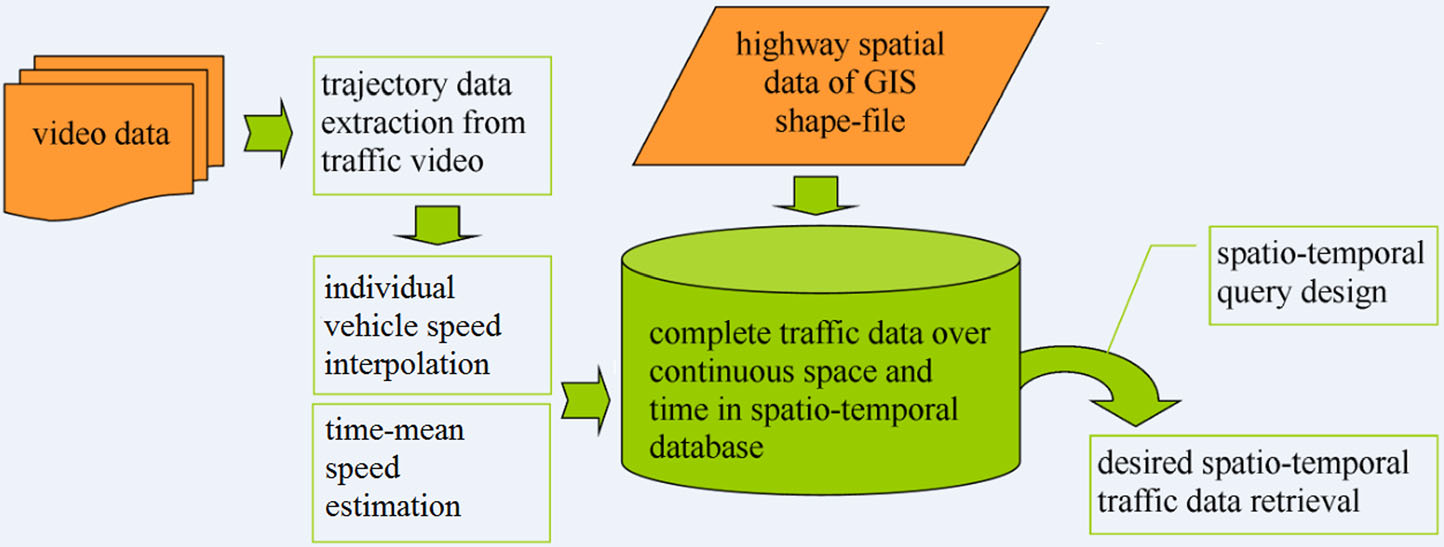 video data
trajectory data
extraction from
traffic video
individual
vehicle speed
interpolation
time-mean
speed
estimation
highway spatial
data of GIS
shape-file
complete traffic data over
continuous space and
time in spatio-temporal
database
spatio-temporal
query design
desired spatio-temporal
traffic data retrieval